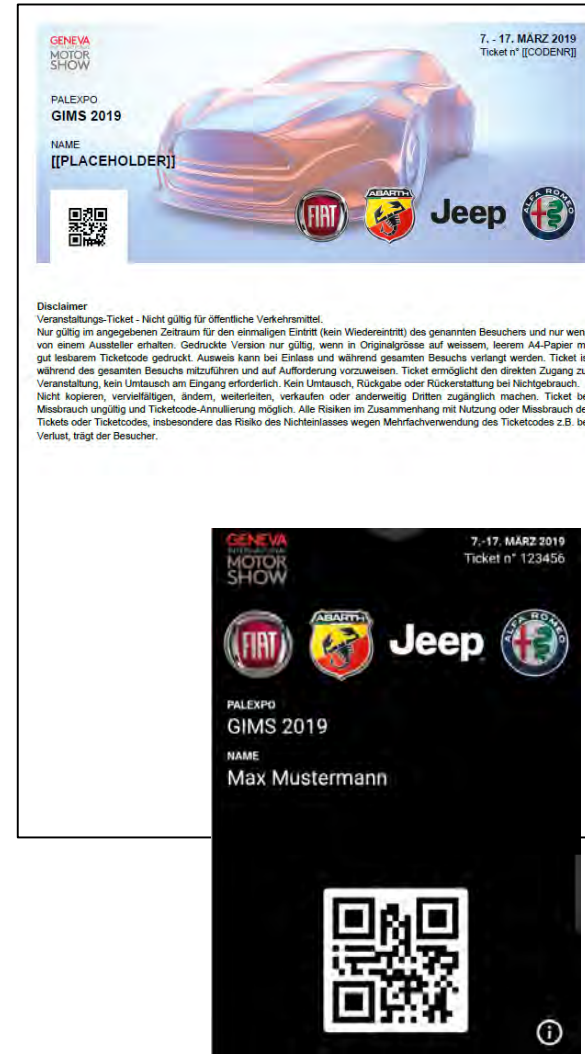 GENEVA
MOTOR
SHOW
7. - 17. MÄRZ 2019
Ticket n° [[CODENR]]
PALEXPO
GIMS 2019
NAME
[[PLACEHOLDER]]
FIAT ABARTH Jeep ALFA ROMEO
Disclaimer
Veranstaltungs-Ticket - Nicht gültig für öffentliche Verkehrsmittel.
Nur gültig im angegebenen Zeitraum für den einmaligen Eintritt (kein Wiedereintritt) des genannten Besuchers und nur wen
von einem Aussteller erhalten. Gedruckte Version nur gültig, wenn in Originalgrösse auf weissem, leerem A4-Papier m
gut lesbarem Ticketcode gedruckt. Ausweis kann bei Einlass und während gesamten Besuchs verlangt werden. Ticket is
während des gesamten Besuchs mitzuführen und auf Aufforderung vorzuweisen. Ticket ermöglicht den direkten Zugang zu
Veranstaltung, kein Umtausch am Eingang erforderlich. Kein Umtausch, Rückgabe oder Rückerstattung bei Nichtgebrauch.
Nicht kopieren, vervielfältigen, ändern, weiterleiten, verkaufen oder anderweitig Dritten zugänglich machen. Ticket be
Missbrauch ungültig und Ticketcode-Annullierung möglich. Alle Risiken im Zusammenhang mit Nutzung oder Missbrauch de
Tickets oder Ticketcodes, insbesondere das Risiko des Nichteinlasses wegen Mehrfachverwendung des Ticketcodes z.B. be
Verlust, trägt der Besucher.
GENEVA
INTERNATIONAL
MOTOR
SHOW
7.-17. MÄRZ 2019
Ticket n° 123456
FIAT ABARTH Jeep ALFA ROMEO
PALEXPO
GIMS 2019
NAME
Max Mustermann